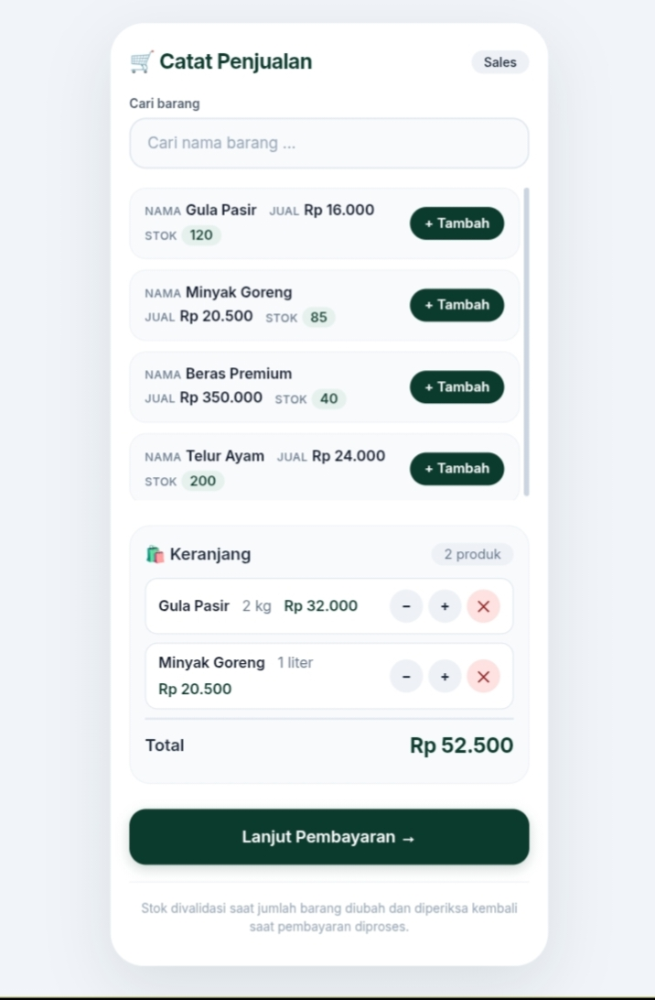 🛒 Catat Penjualan Sales
Cari barang
Cari nama barang ...
NAMA Gula Pasir JUAL Rp 16.000
STOK 120
+ Tambah
NAMA Minyak Goreng
JUAL Rp 20.500 STOK 85
+ Tambah
NAMA Beras Premium
JUAL Rp 350.000 STOK 40
+ Tambah
NAMA Telur Ayam JUAL Rp 24.000
STOK 200
+ Tambah
🛍️ Keranjang 2 produk
Gula Pasir 2 kg Rp 32.000 − +
Minyak Goreng 1 liter
Rp 20.500
− +
Total Rp 52.500
Lanjut Pembayaran →
Stok divalidasi saat jumlah barang diubah dan diperiksa kembali
saat pembayaran diproses.